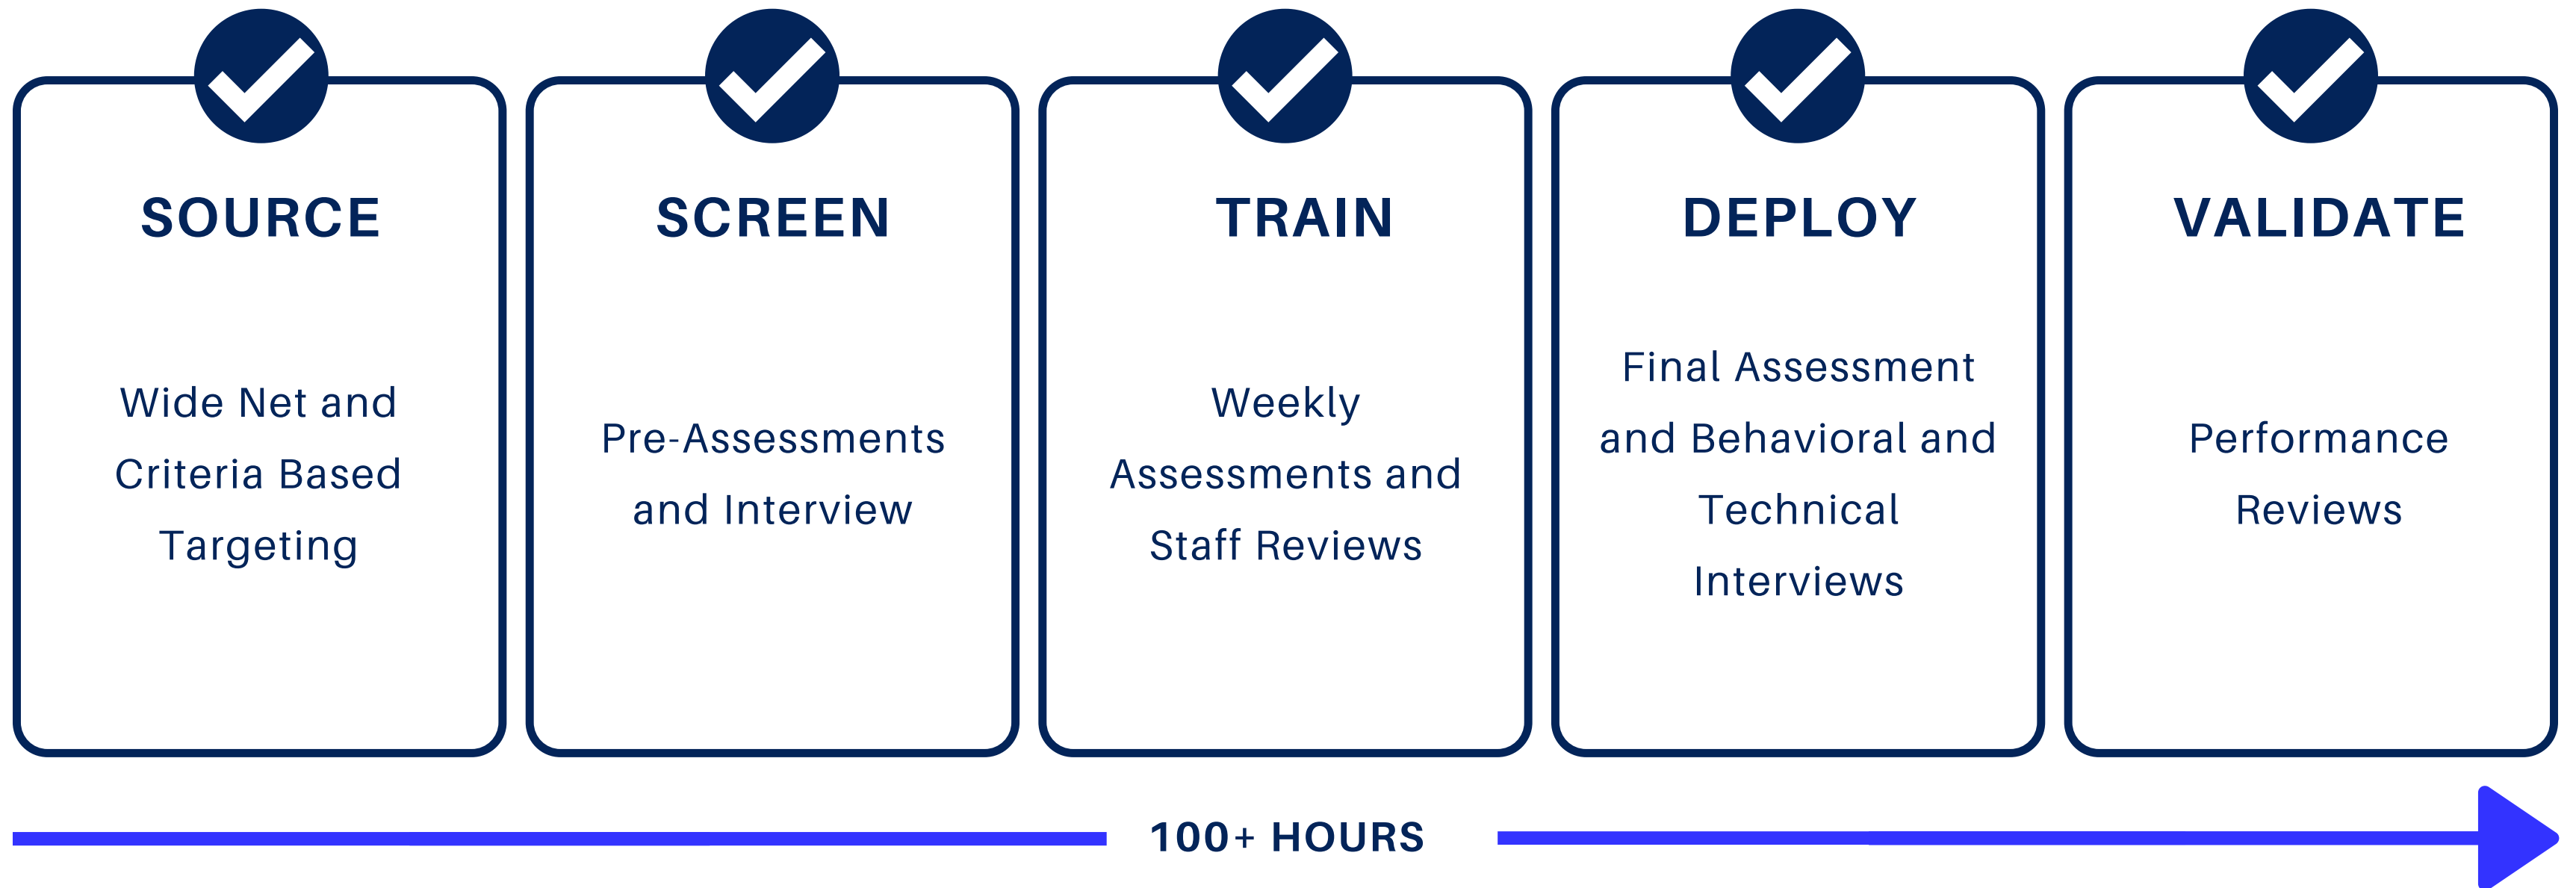 SOURCE
Wide Net and
Criteria Based
Targeting
SCREEN
Pre-Assessments
and Interview
TRAIN
Weekly
Assessments and
Staff Reviews
DEPLOY
Final Assessment
and Behavioral and
Technical
Interviews
VALIDATE
Performance
Reviews
100+ HOURS